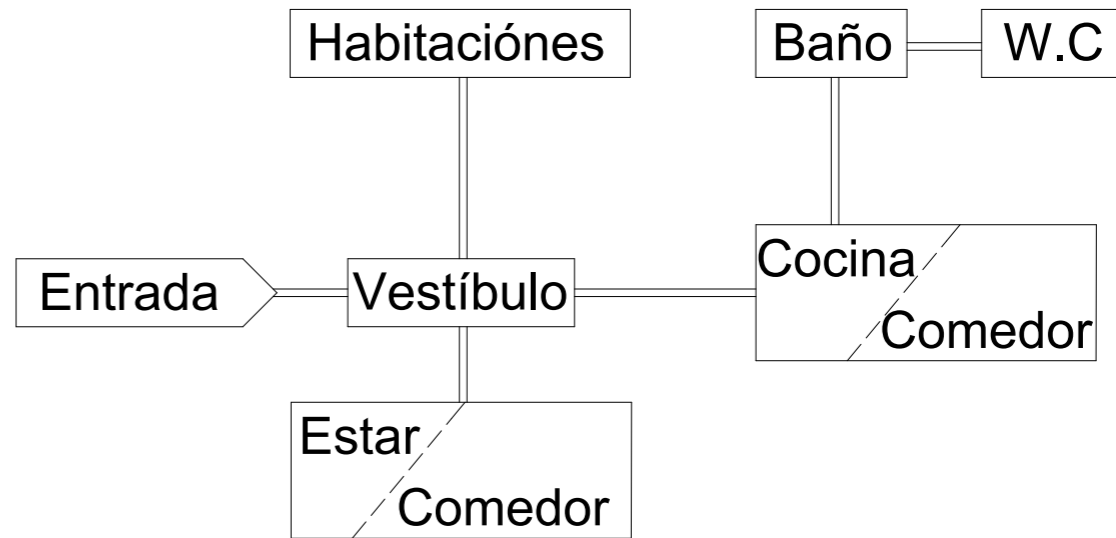 Habitaciónes
Baño
W.C
Entrada
Vestíbulo
Cocina
Comedor
Estar
Comedor